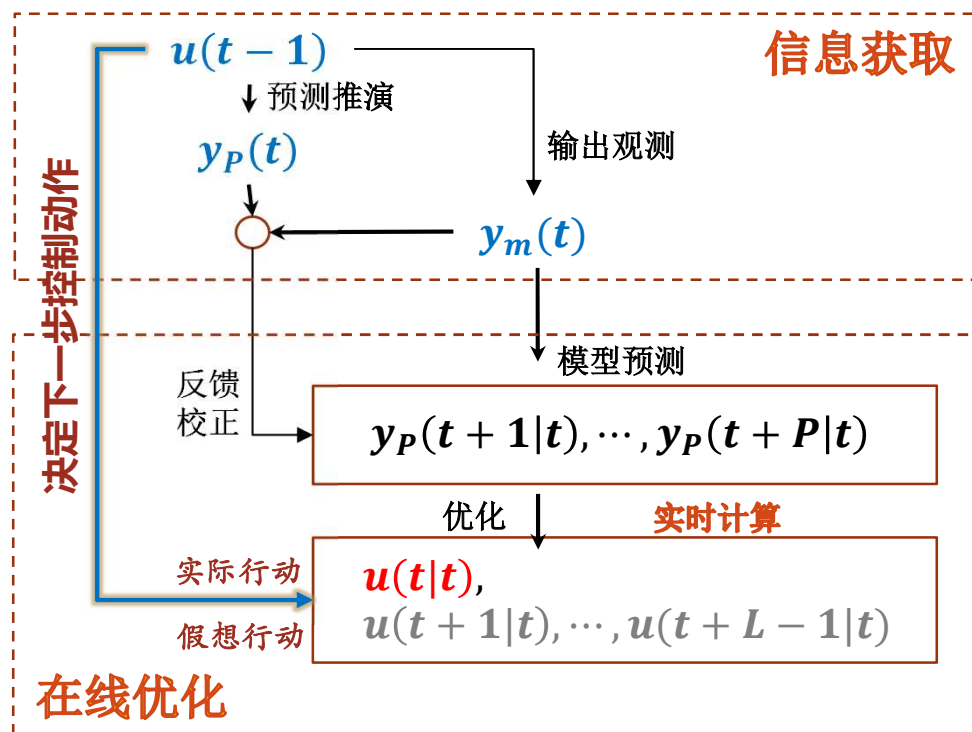 信息获取
u(t − 1)
预测推演
y_P(t)
输出观测
y_m(t)
决定下一步控制动作
模型预测
反馈
校正
y_P(t + 1|t), ⋯ , y_P(t + P|t)
优化
实时计算
实际行动
u(t|t),
假想行动
u(t + 1|t), ⋯ , u(t + L − 1|t)
在线优化